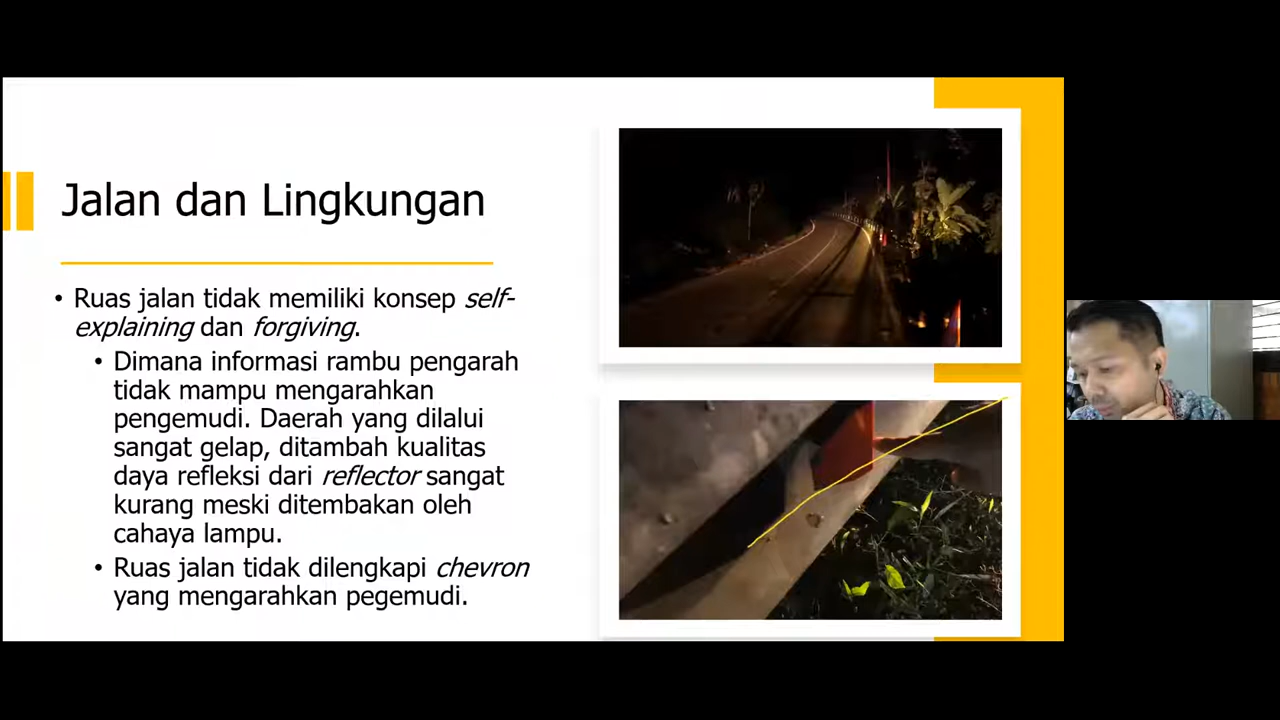 Jalan dan Lingkungan
• Ruas jalan tidak memiliki konsep self-
explaining dan forgiving.
• Dimana informasi rambu pengarah
tidak mampu mengarahkan
pengemudi. Daerah yang dilalui
sangat gelap, ditambah kualitas
daya refleksi dari reflector sangat
kurang meski ditembakan oleh
cahaya lampu.
• Ruas jalan tidak dilengkapi chevron
yang mengarahkan pegemudi.